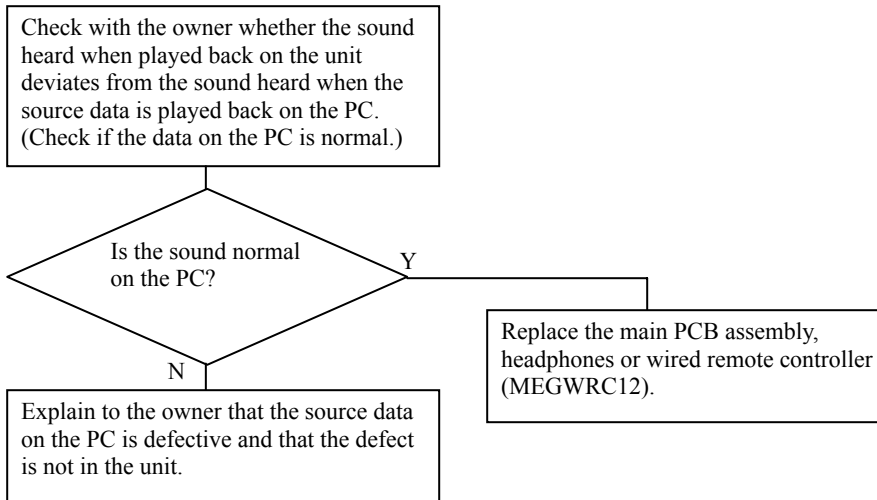 Check with the owner whether the sound
heard when played back on the unit
deviates from the sound heard when the
source data is played back on the PC.
(Check if the data on the PC is normal.)
Is the sound normal
on the PC?
Y
Replace the main PCB assembly,
headphones or wired remote controller
(MEGWRC12).
N
Explain to the owner that the source data
on the PC is defective and that the defect
is not in the unit.